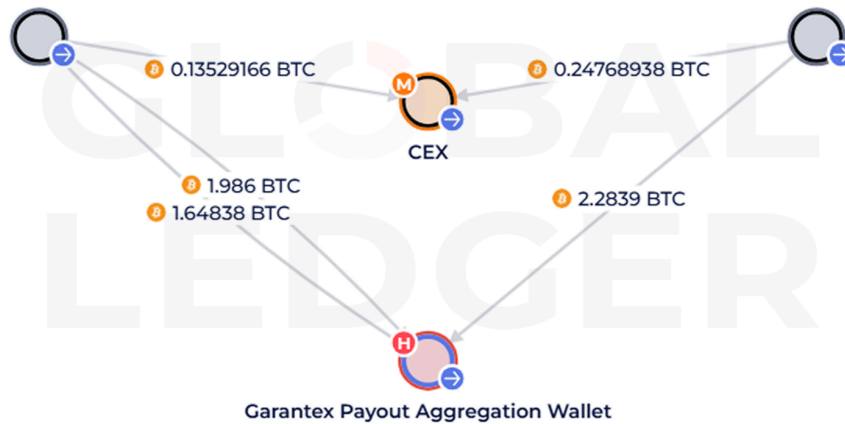 GLOBAL
LEDGER
0.13529166 BTC
0.24768938 BTC
M
CEX
1.986 BTC
1.64838 BTC
2.2839 BTC
H
Garantex Payout Aggregation Wallet